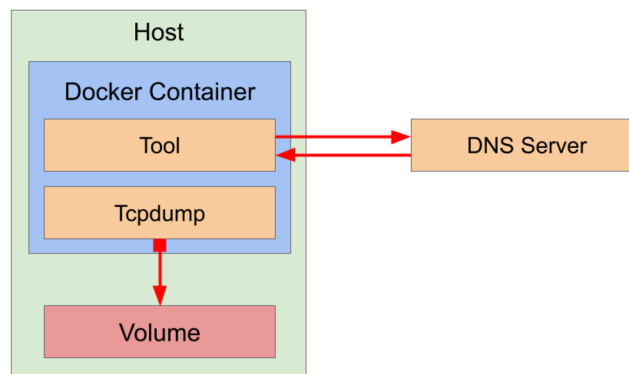 Host
Docker Container
Tool
DNS Server
Tcpdump
Volume